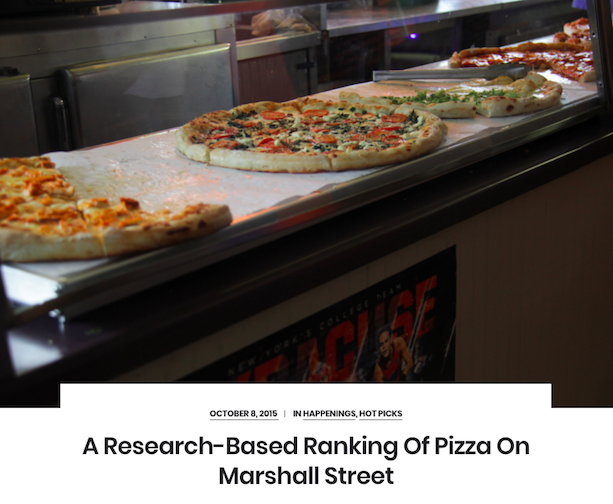 NEW YORK'S COLLEGE TEAM
SYRACUSE
OCTOBER 8, 2015 | IN HAPPENINGS, HOT PICKS
A Research-Based Ranking Of Pizza On
Marshall Street